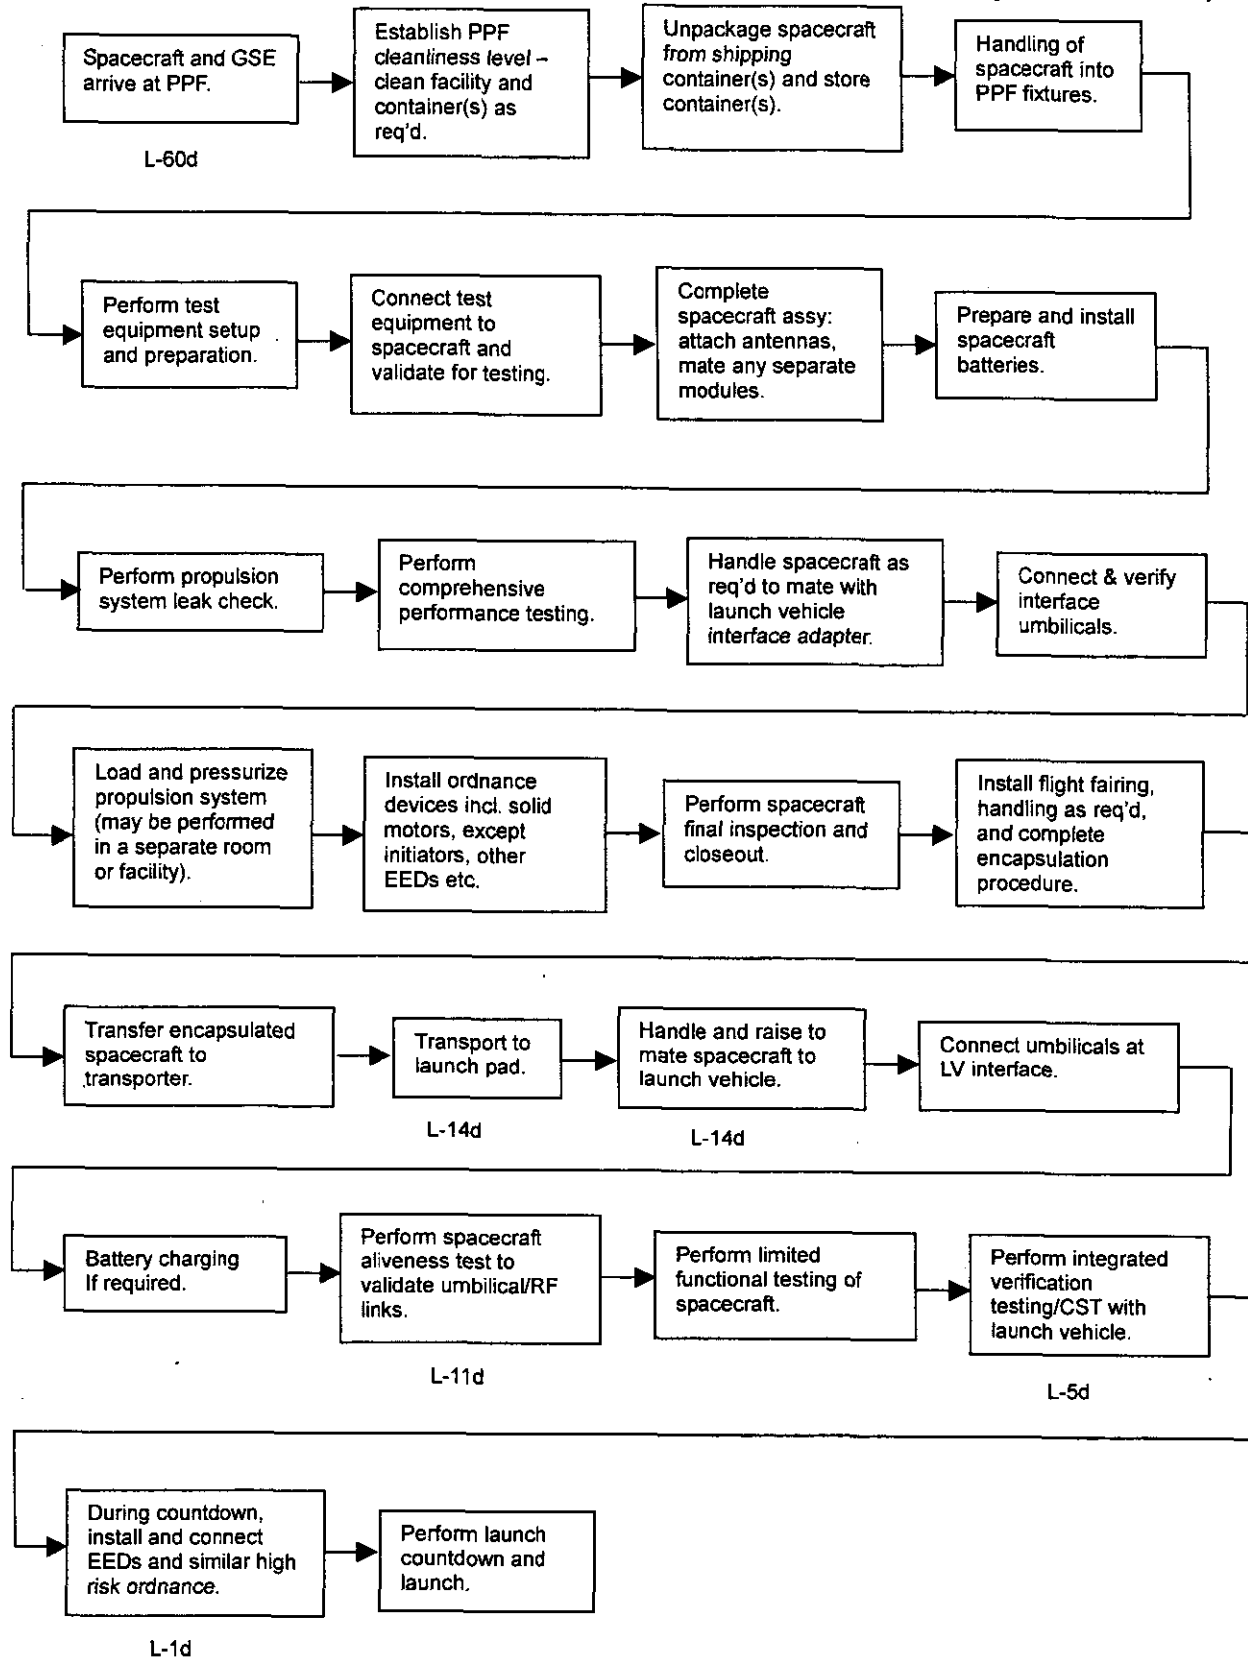 Spacecraft and GSE
arrive at PPF.
L-60d
Establish PPF
cleanliness level –
clean facility and
container(s) as
req'd.
Unpackage spacecraft
from shipping
container(s) and store
container(s).
Handling of
spacecraft into
PPF fixtures.
Perform test
equipment setup
and preparation.
Connect test
equipment to
spacecraft and
validate for testing.
Complete
spacecraft assy:
attach antennas,
mate any separate
modules.
Prepare and install
spacecraft
batteries.
Perform propulsion
system leak check.
Perform
comprehensive
performance testing.
Handle spacecraft as
req'd to mate with
launch vehicle
interface adapter.
Connect & verify
interface
umbilicals.
Load and pressurize
propulsion system
(may be performed
in a separate room
or facility).
Install ordnance
devices incl. solid
motors, except
initiators, other
EEDs etc.
Perform spacecraft
final inspection and
closeout.
Install flight fairing,
handling as req'd,
and complete
encapsulation
procedure.
Transfer encapsulated
spacecraft to
transporter.
Transport to
launch pad.
L-14d
Handle and raise to
mate spacecraft to
launch vehicle.
L-14d
Connect umbilicals at
LV interface.
Battery charging
If required.
Perform spacecraft
aliveness test to
validate umbilical/RF
links.
L-11d
Perform limited
functional testing of
spacecraft.
Perform integrated
verification
testing/CST with
launch vehicle.
L-5d
During countdown,
install and connect
EEDs and similar high
risk ordnance.
L-1d
Perform launch
countdown and
launch.